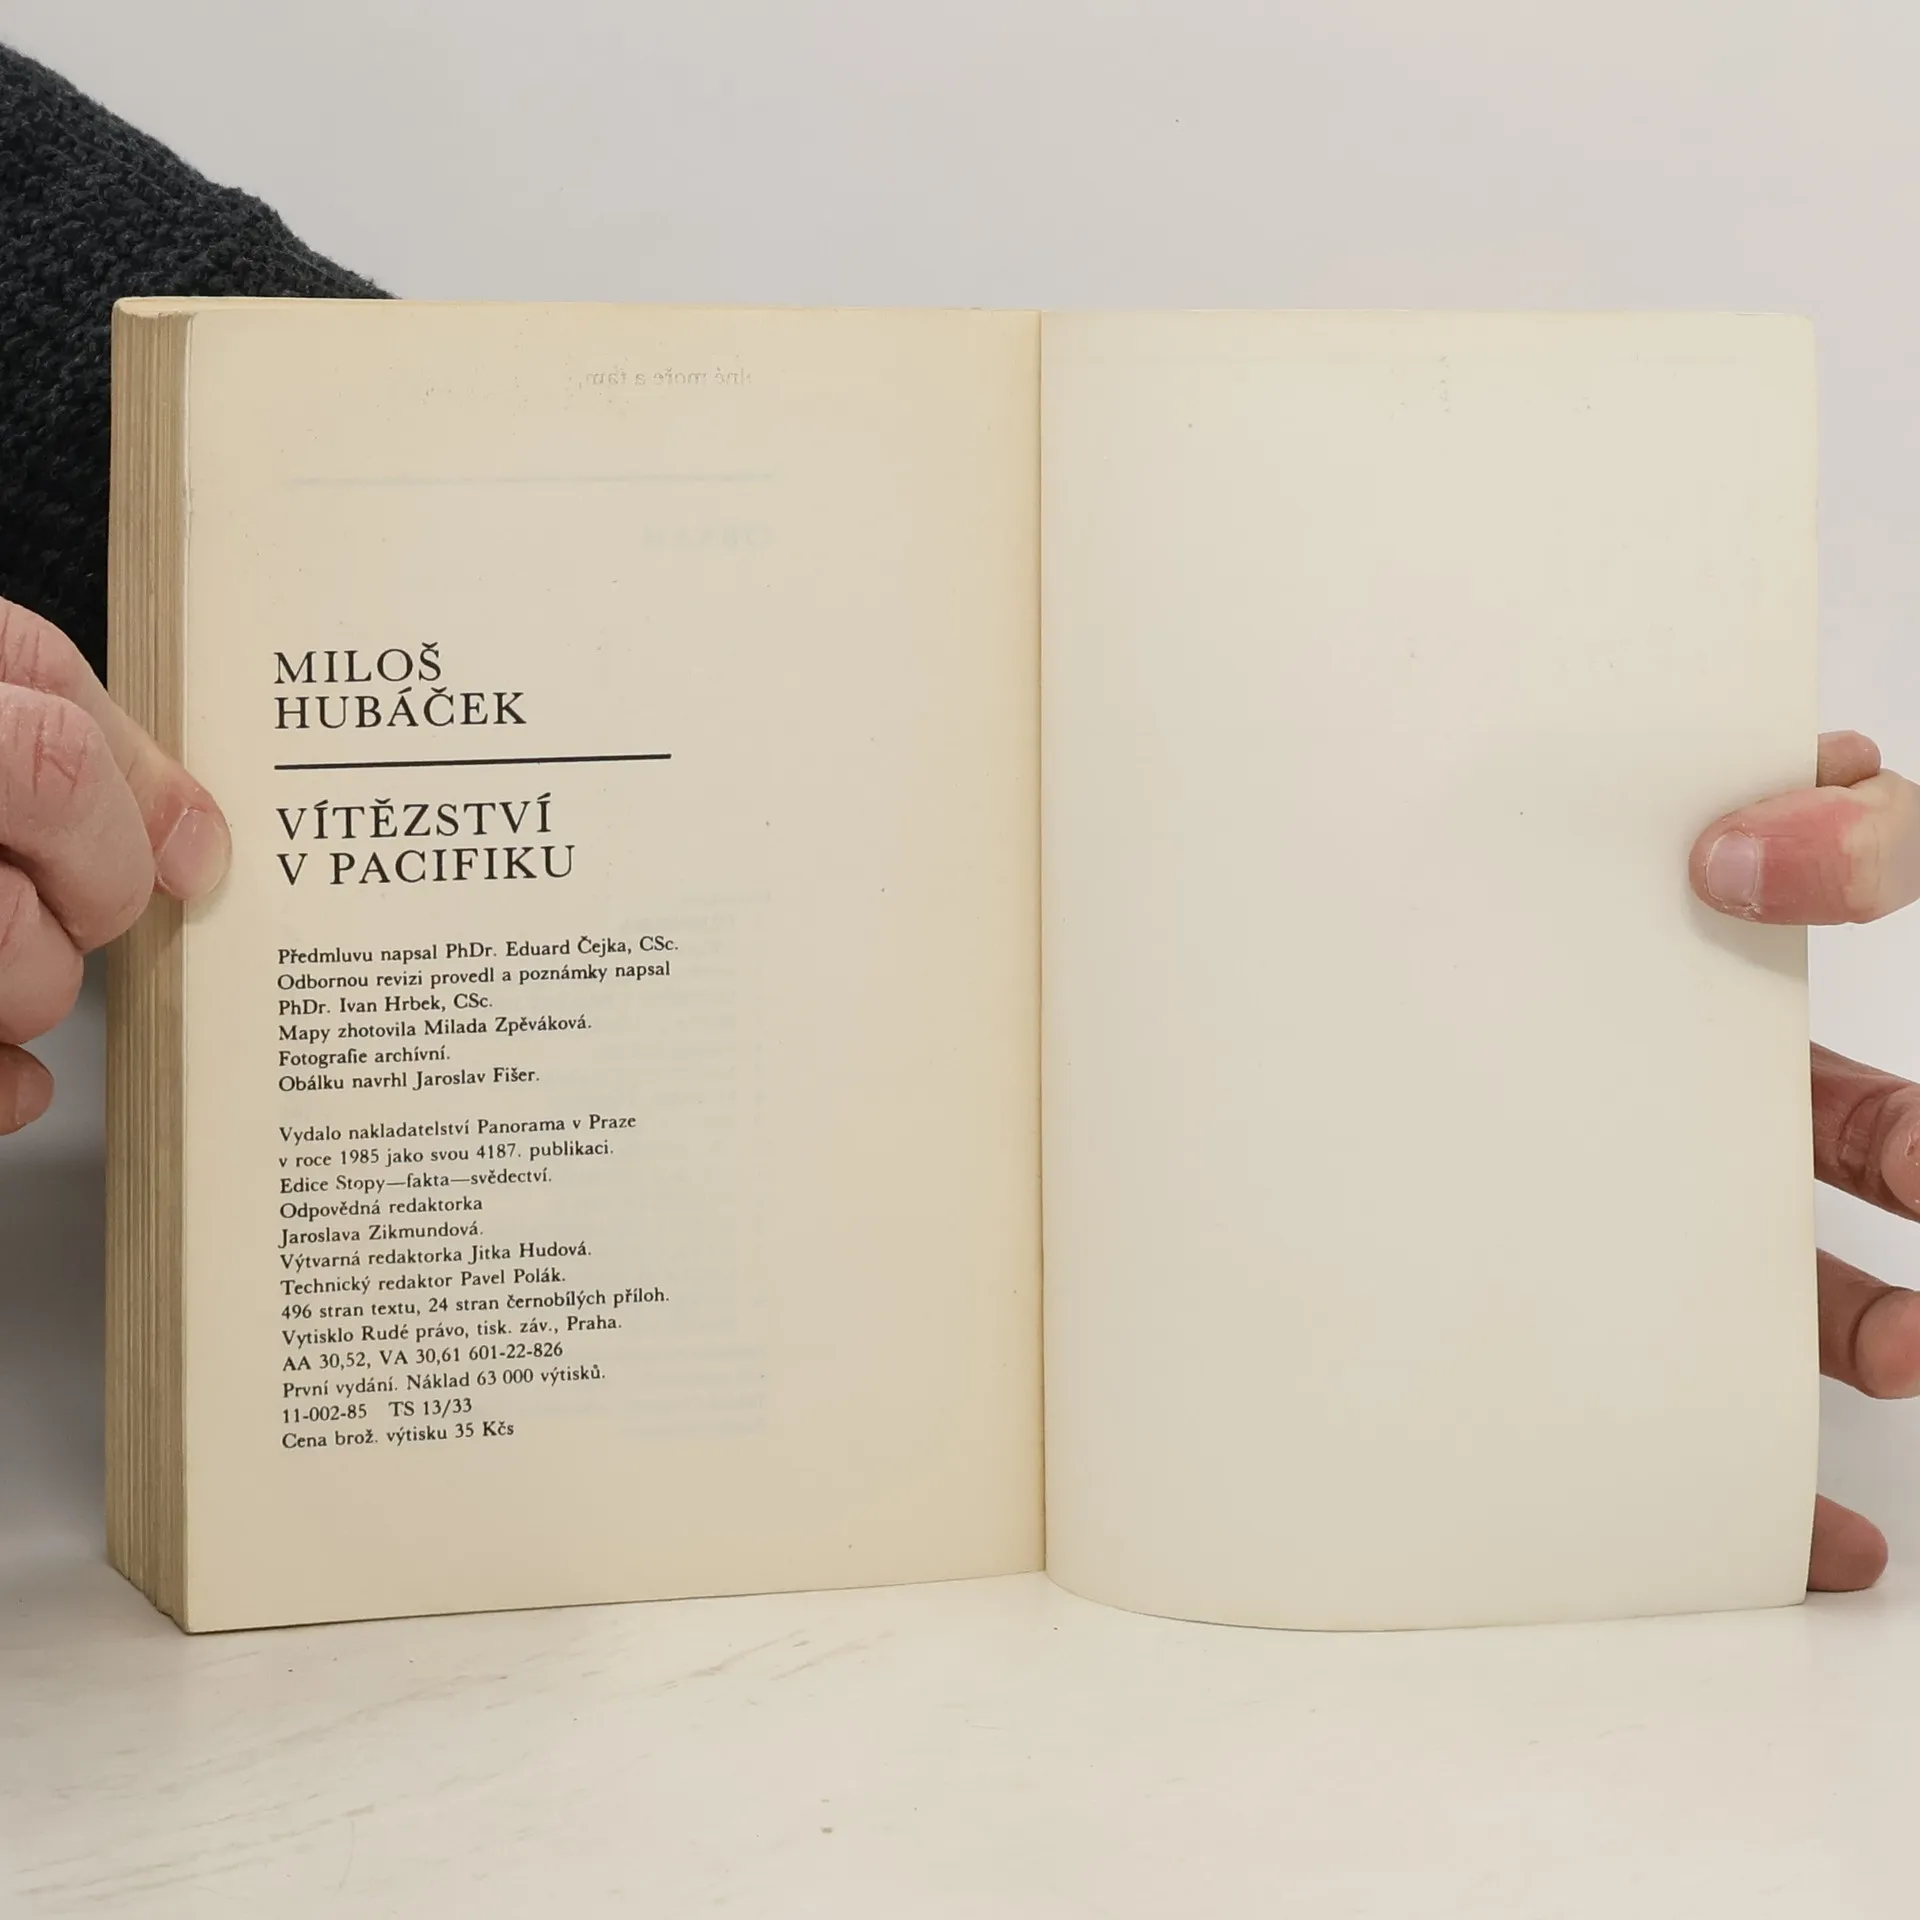 MILOŠ
HUBÁČEK
VÍTĚZSTVÍ
V PACIFIKU
Předmluvu napsal PhDr. Eduard Čejka, CSc.
Odbornou revizi provedl a poznámky napsal
PhDr. Ivan Hrbek, CSc.
Mapy zhotovila Milada Zpěváková.
Fotografie archívní.
Obálku navrhl Jaroslav Fišer.
Vydalo nakladatelství Panorama v Praze
v roce 1985 jako svou 4187. publikaci.
Edice Stopy—fakta—svědectví.
Odpovědná redaktorka
Jaroslava Zikmundová.
Výtvarná redaktorka Jitka Hudová.
Technický redaktor Pavel Polák.
496 stran textu, 24 stran černobílých příloh.
Vytisklo Rudé právo, tisk. záv., Praha.
AA 30,52, VA 30,61 601-22-826
První vydání. Náklad 63 000 výtisků.
11-002-85 TS 13/33
Cena brož. výtisku 35 Kčs